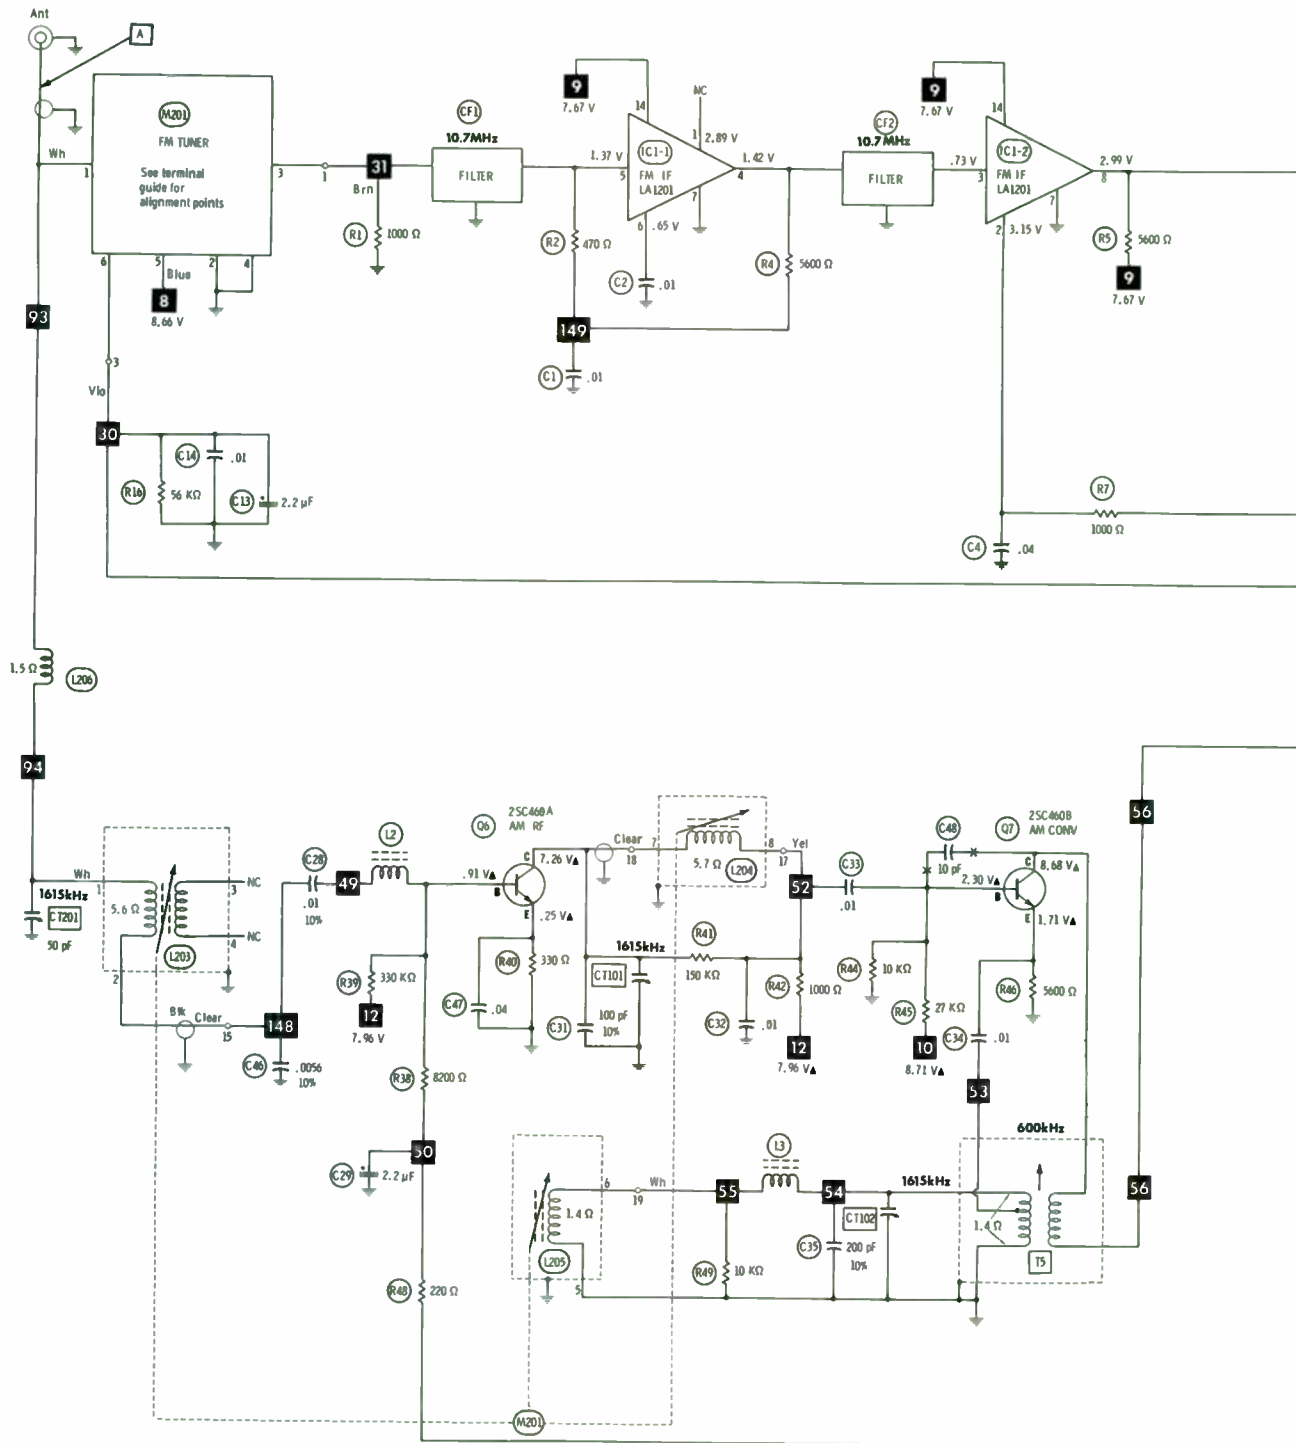 Ant
A
M201
FM TUNER
See terminal
guide for
alignment points
Wh
1
3
1
31
Brn
R1
1000 Ω
6
5
Blue
2
4
8
8.66 V
93
3
Vio
30
C14
.01
R16
56 KΩ
C13
2.2 µF
CF1
10.7MHz
FILTER
9
7.67 V
14
NC
1
2.89 V
1.37 V
5
IC1-1
FM IF
LA1201
1.42 V
4
7
6
.65 V
R2
470 Ω
C2
.01
R4
5600 Ω
149
C1
.01
CF2
10.7MHz
FILTER
9
7.67 V
14
.73 V
3
IC1-2
FM IF
LA1201
2.99 V
8
7
2
3.15 V
R5
5600 Ω
9
7.67 V
R7
1000 Ω
C4
.04
1.5 Ω
L206
94
1615kHz
Wh
1
CT201
50 pF
5.6 Ω
3
NC
4
NC
L203
2
Blk
Clear
15
148
C46
.0056
10%
C28
.01
10%
49
L2
Q6
2SC460A
AM RF
C
7.26 V▲
.91 V▲
B
E
.25 V▲
R39
330 KΩ
12
7.96 V
C47
.04
R40
330 Ω
R38
8200 Ω
50
C29
2.2 µF
R48
220 Ω
Clear
18
7
5.7 Ω
L204
8
Yel
17
52
1615kHz
CT101
C31
100 pF
10%
R41
150 KΩ
C32
.01
R42
1000 Ω
12
7.96 V▲
C33
.01
C48
10 pF
Q7
2SC460B
AM CONV
C
8.68 V▲
2.30 V▲
B
E
1.71 V▲
R44
10 KΩ
R45
27 KΩ
10
8.71 V▲
R46
5600 Ω
C34
.01
53
600kHz
56
56
1.4 Ω
L205
6
5
Wh
19
55
L3
54
1615kHz
CT102
R49
10 KΩ
C35
200 pF
10%
1.4 Ω
T5
M201